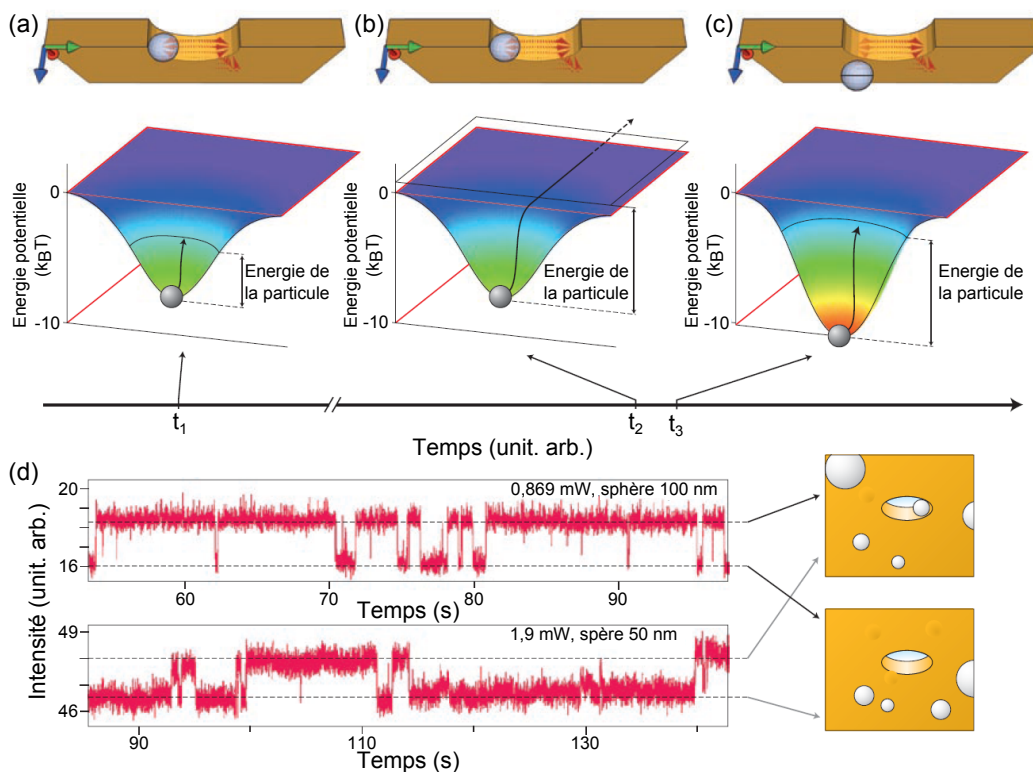 (a)
(b)
(c)
Energie potentielle
(kBT)
0
-10
Energie de
la particule
Energie potentielle
(kBT)
0
-10
Energie de
la particule
Energie potentielle
(kBT)
0
-10
Energie de
la particule
t1
t2
t3
Temps (unit. arb.)
(d)
Intensité (unit. arb.)
20
16
0,869 mW, sphère 100 nm
60
70
80
90
Temps (s)
49
46
1,9 mW, spère 50 nm
90
110
130
Temps (s)